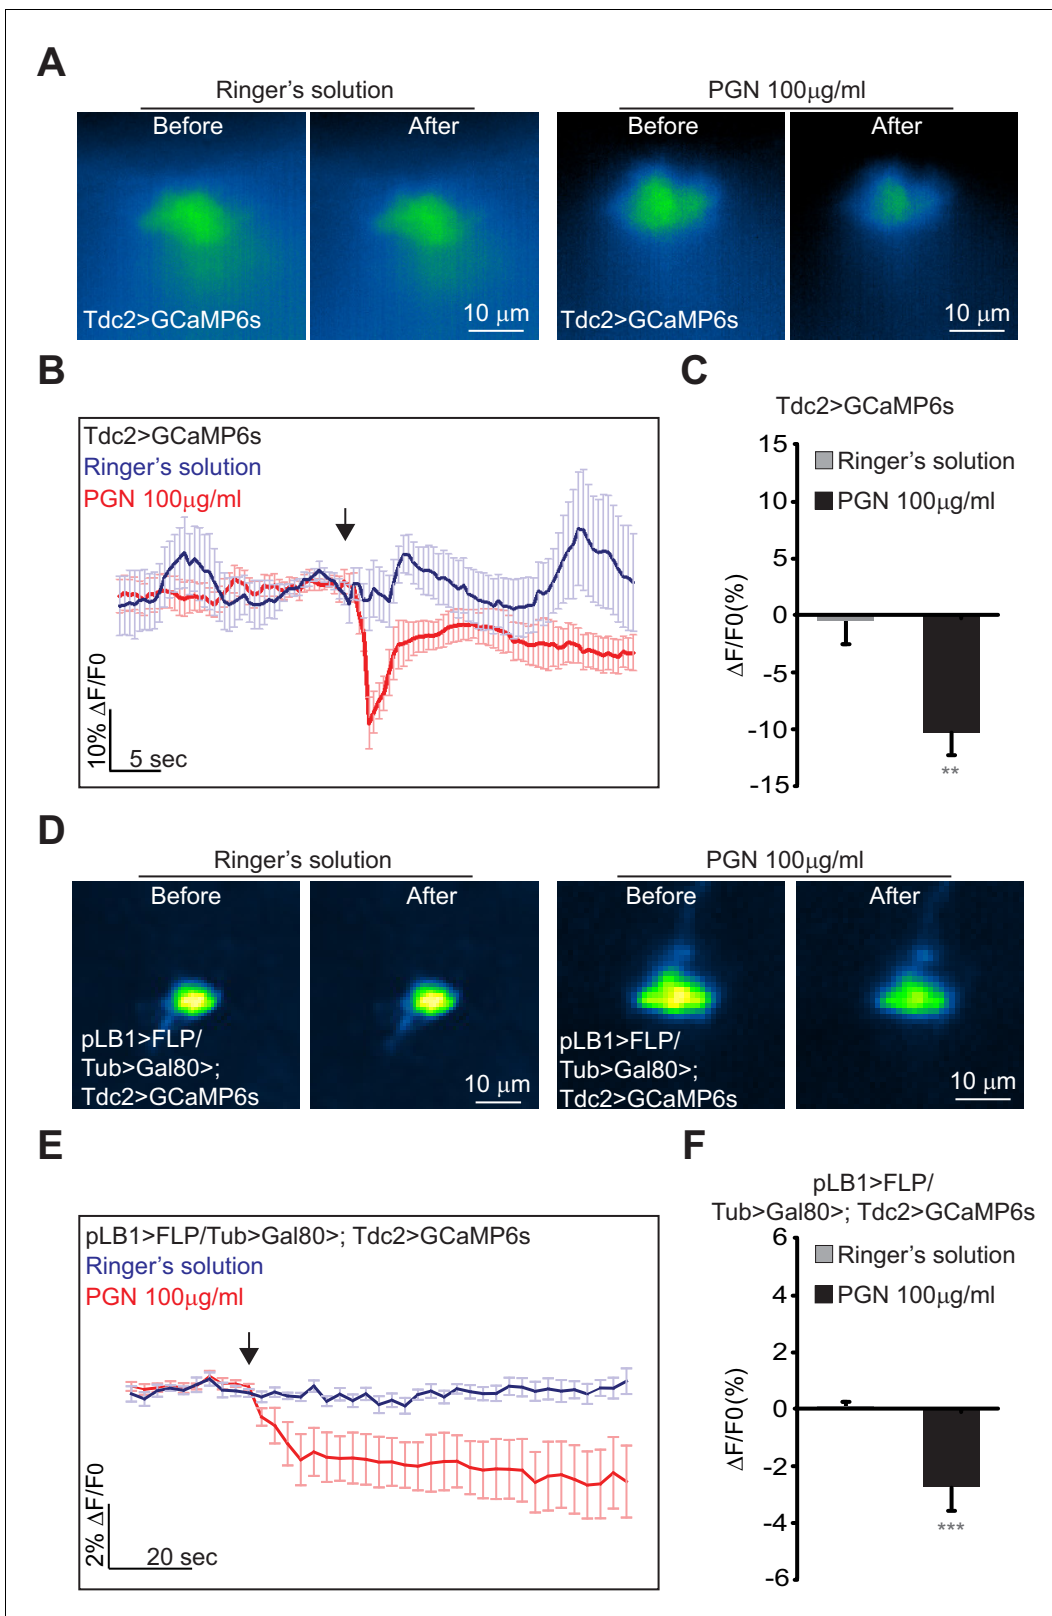 A
Ringer's solution
PGN 100μg/ml
Before
After
Before
After
Tdc2>GCaMP6s
10 μm
Tdc2>GCaMP6s
10 μm
B
Tdc2>GCaMP6s
Ringer's solution
PGN 100μg/ml
10% ΔF/F0
5 sec
C
Tdc2>GCaMP6s
Ringer's solution
PGN 100μg/ml
ΔF/F0(%)
15
10
5
0
-5
-10
-15
**
D
Ringer's solution
PGN 100μg/ml
Before
After
Before
After
pLB1>FLP/
Tub>Gal80>;
Tdc2>GCaMP6s
10 μm
pLB1>FLP/
Tub>Gal80>;
Tdc2>GCaMP6s
10 μm
E
pLB1>FLP/Tub>Gal80>; Tdc2>GCaMP6s
Ringer's solution
PGN 100μg/ml
2% ΔF/F0
20 sec
F
pLB1>FLP/
Tub>Gal80>; Tdc2>GCaMP6s
Ringer's solution
PGN 100μg/ml
ΔF/F0(%)
6
4
2
0
-2
-4
-6
***